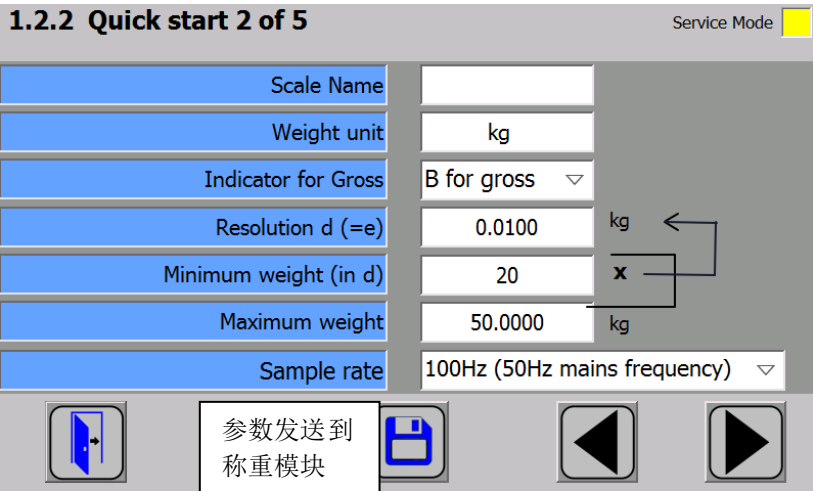 1.2.2 Quick start 2 of 5
Service Mode
Scale Name
Weight unit kg
Indicator for Gross B for gross
Resolution d (=e) 0.0100 kg
Minimum weight (in d) 20 x
Maximum weight 50.0000 kg
Sample rate 100Hz (50Hz mains frequency)
参数发送到
称重模块